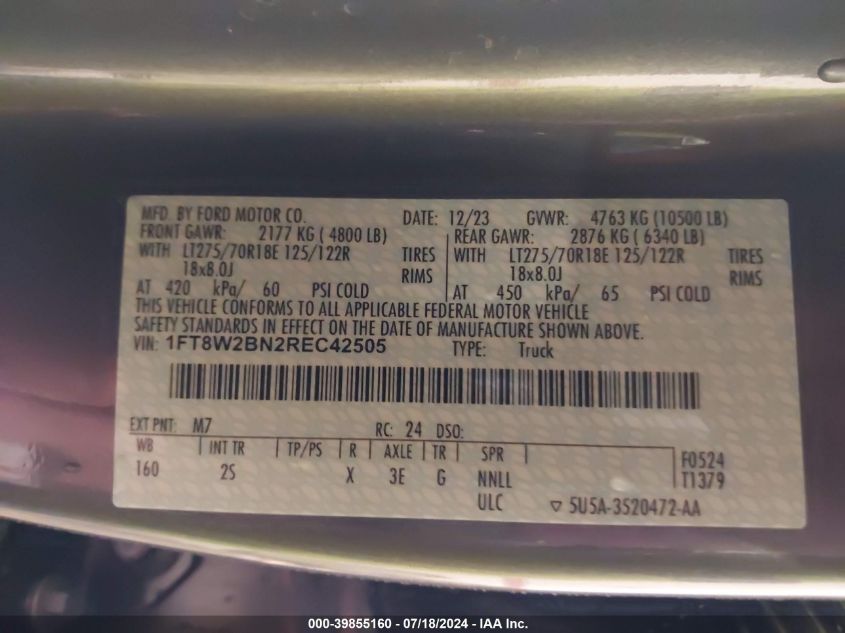 MFD. BY FORD MOTOR CO. DATE: 12/23 GVWR: 4763 KG (10500 LB)
FRONT GAWR: 2177 KG ( 4800 LB) REAR GAWR: 2876 KG ( 6340 LB)
WITH LT275/70R18E 125/122R TIRES WITH LT275/70R18E 125/122R TIRES
18x8.0J RIMS 18x8.0J RIMS
AT 420 kPa/ 60 PSI COLD AT 450 kPa/ 65 PSI COLD
THIS VEHICLE CONFORMS TO ALL APPLICABLE FEDERAL MOTOR VEHICLE
SAFETY STANDARDS IN EFFECT ON THE DATE OF MANUFACTURE SHOWN ABOVE.
VIN: 1FT8W2BN2REC42505 TYPE: Truck
EXT PNT: M7 RC: 24 DSO:
WB | INT TR | TP/PS | R | AXLE | TR | SPR F0524
160 2S X 3E G NNLL T1379
ULC ▽ 5U5A-3520472-AA
000-39855160 - 07/18/2024 - IAA Inc.